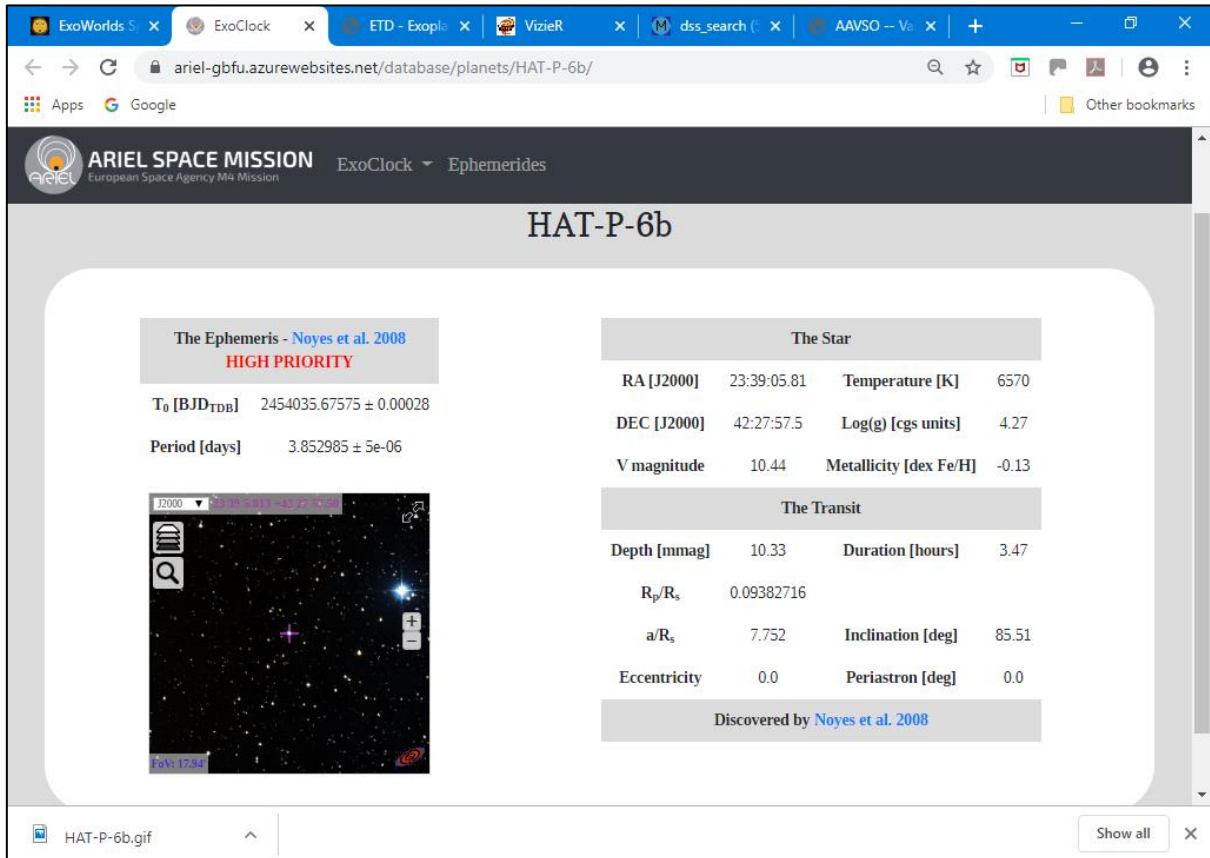 ExoWorlds S
ExoClock
ETD - Exopla
VizieR
dss_search (
AAVSO -- Va
ariel-gbfu.azurewebsites.net/database/planets/HAT-P-6b/
Apps
Google
Other bookmarks
ARIEL
ARIEL SPACE MISSION
European Space Agency M4 Mission
ExoClock
Ephemerides
HAT-P-6b
The Ephemeris - Noyes et al. 2008
HIGH PRIORITY
T₀ [BJD_TDB] 2454035.67575 ± 0.00028
Period [days] 3.852985 ± 5e-06
J2000
FoV: 17.94'
The Star
RA [J2000] 23:39:05.81 Temperature [K] 6570
DEC [J2000] 42:27:57.5 Log(g) [cgs units] 4.27
V magnitude 10.44 Metallicity [dex Fe/H] -0.13
The Transit
Depth [mmag] 10.33 Duration [hours] 3.47
Rp/Rs 0.09382716
a/Rs 7.752 Inclination [deg] 85.51
Eccentricity 0.0 Periastron [deg] 0.0
Discovered by Noyes et al. 2008
HAT-P-6b.gif
Show all